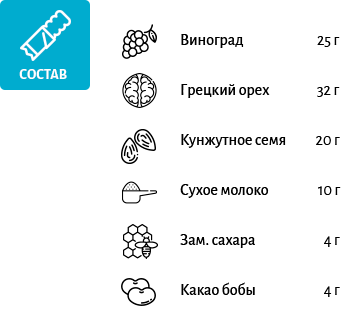 СОСТАВ
Виноград 25 г
Грецкий орех 32 г
Кунжутное семя 20 г
Сухое молоко 10 г
Зам. сахара 4 г
Какао бобы 4 г